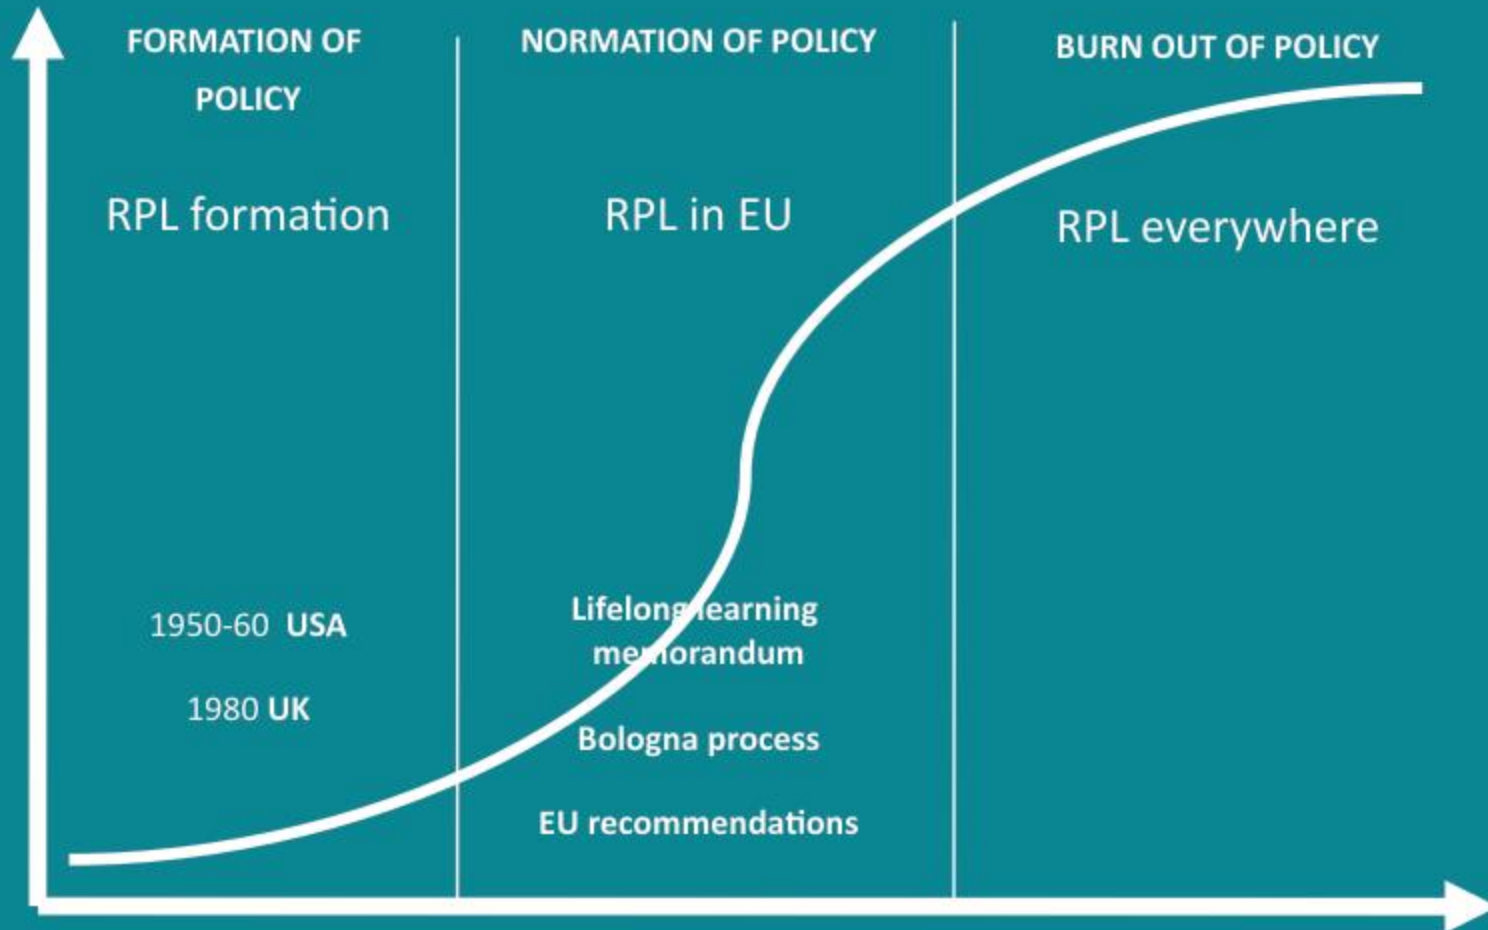 FORMATION OF
POLICY
RPL formation
1950-60 USA
1980 UK
NORMATION OF POLICY
RPL in EU
Lifelong learning
memorandum
Bologna process
EU recommendations
BURN OUT OF POLICY
RPL everywhere